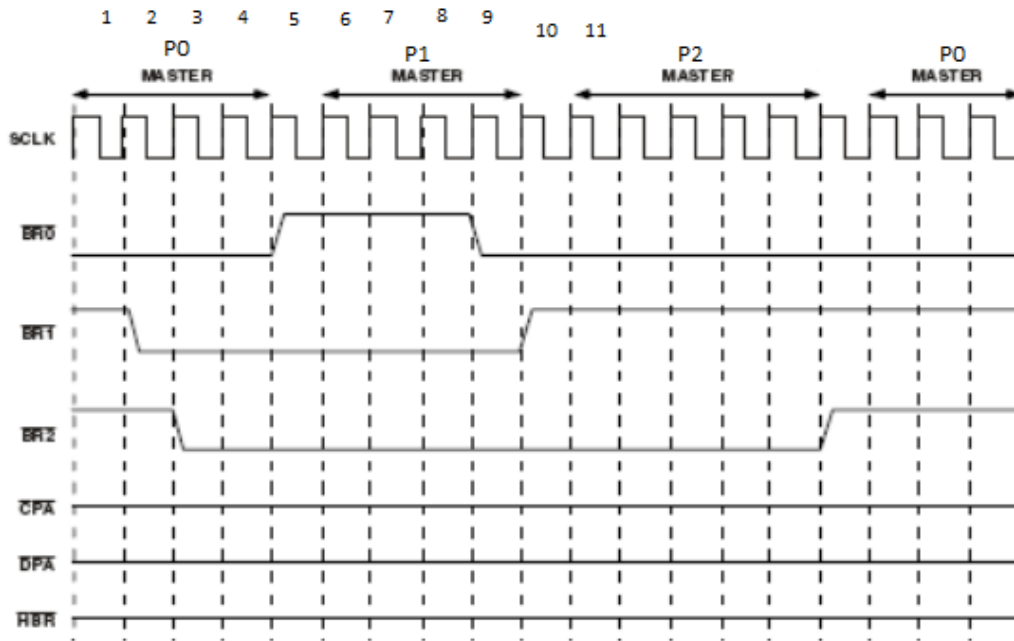 1 2 3 4 5 6 7 8 9 10 11
P0 P1 P2 P0
MASTER MASTER MASTER MASTER
SCLK
BR0
BR1
BR2
CPA
DPA
HBR